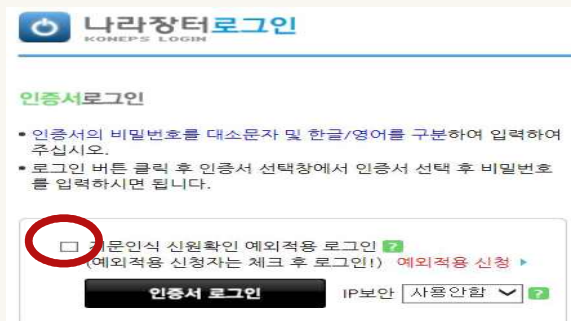 나라장터로그인
KONEPS LOGIN
인증서로그인
• 인증서의 비밀번호를 대소문자 및 한글/영어를 구분하여 입력하여
주십시오.
• 로그인 버튼 클릭 후 인증서 선택창에서 인증서 선택 후 비밀번호
를 입력하시면 됩니다.
지문인식 신원확인 예외적용 로그인 ?
(예외적용 신청자는 체크 후 로그인!) 예외적용 신청 ▶
인증서 로그인 IP보안 사용안함 ?